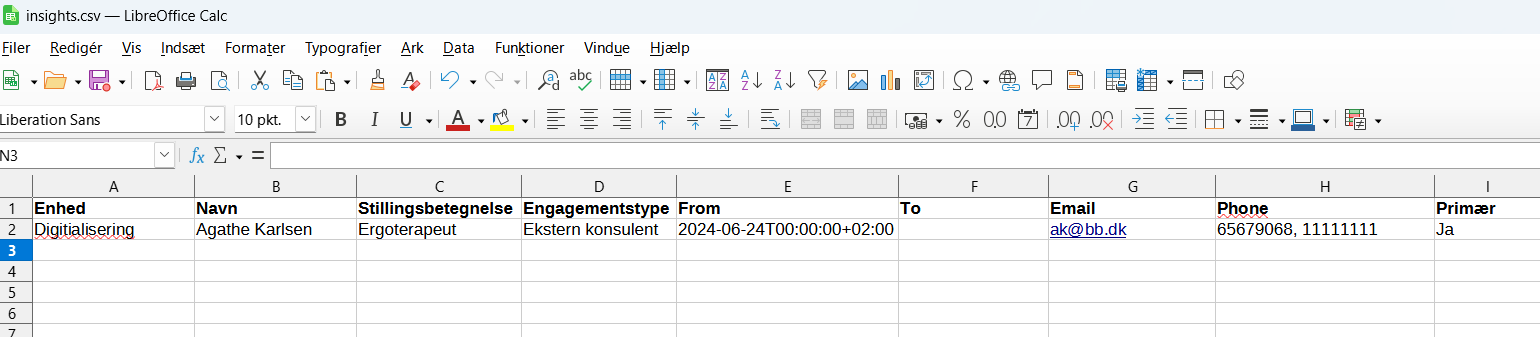 insights.csv — LibreOffice Calc
Filer Redigér Vis Indsæt Formater Typografier Ark Data Funktioner Vindue Hjælp
Liberation Sans 10 pkt.
N3
A B C D E F G H I
1 Enhed Navn Stillingsbetegnelse Engagementstype From To Email Phone Primær
2 Digitialisering Agathe Karlsen Ergoterapeut Ekstern konsulent 2024-06-24T00:00:00+02:00 ak@bb.dk 65679068, 11111111 Ja
3
4
5
6
7